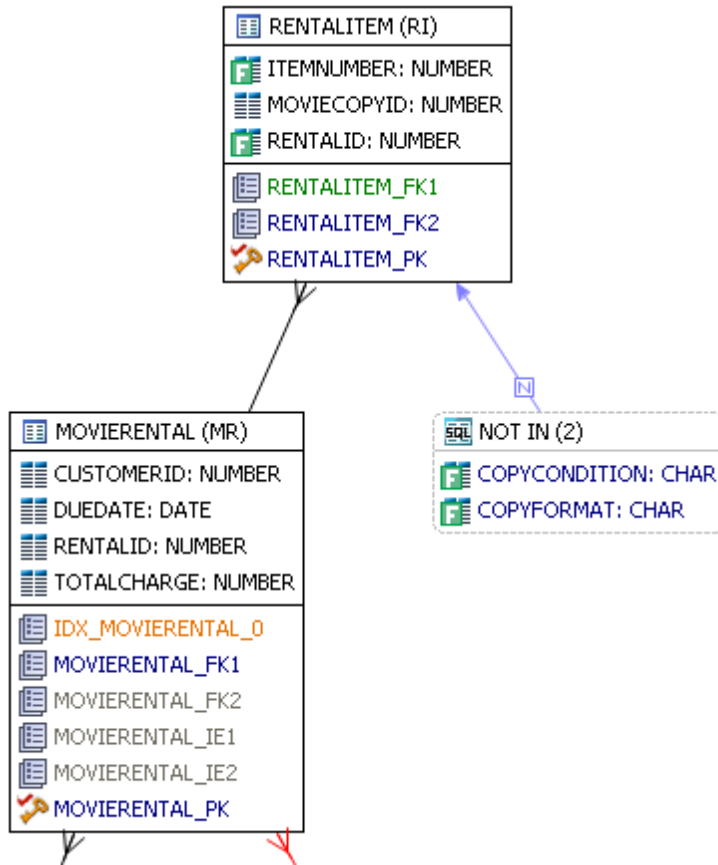 RENTALITEM (RI)
ITEMNUMBER: NUMBER
MOVIECOPYID: NUMBER
RENTALID: NUMBER
RENTALITEM_FK1
RENTALITEM_FK2
RENTALITEM_PK
N
MOVIERENTAL (MR)
CUSTOMERID: NUMBER
DUEDATE: DATE
RENTALID: NUMBER
TOTALCHARGE: NUMBER
IDX_MOVIERENTAL_0
MOVIERENTAL_FK1
MOVIERENTAL_FK2
MOVIERENTAL_IE1
MOVIERENTAL_IE2
MOVIERENTAL_PK
SQL NOT IN (2)
F COPYCONDITION: CHAR
F COPYFORMAT: CHAR